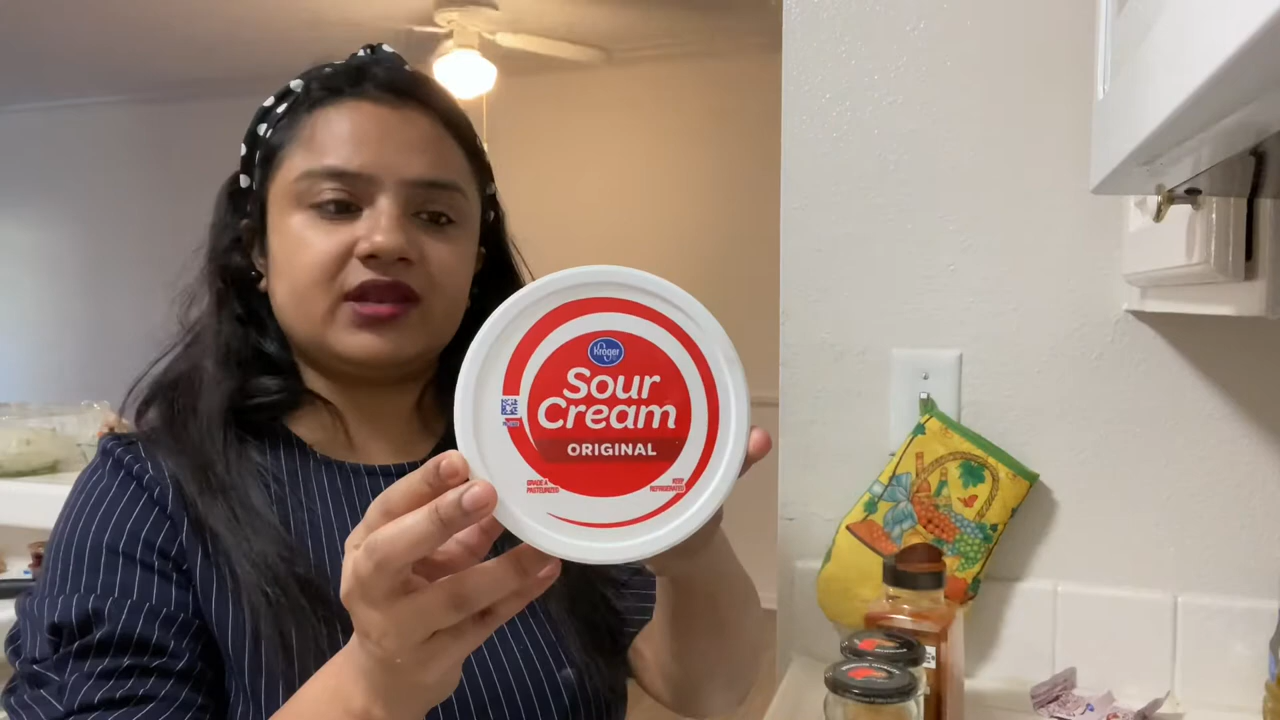 Kroger
Sour
Cream
ORIGINAL
GRADE A
PASTEURIZED
KEEP
REFRIGERATED